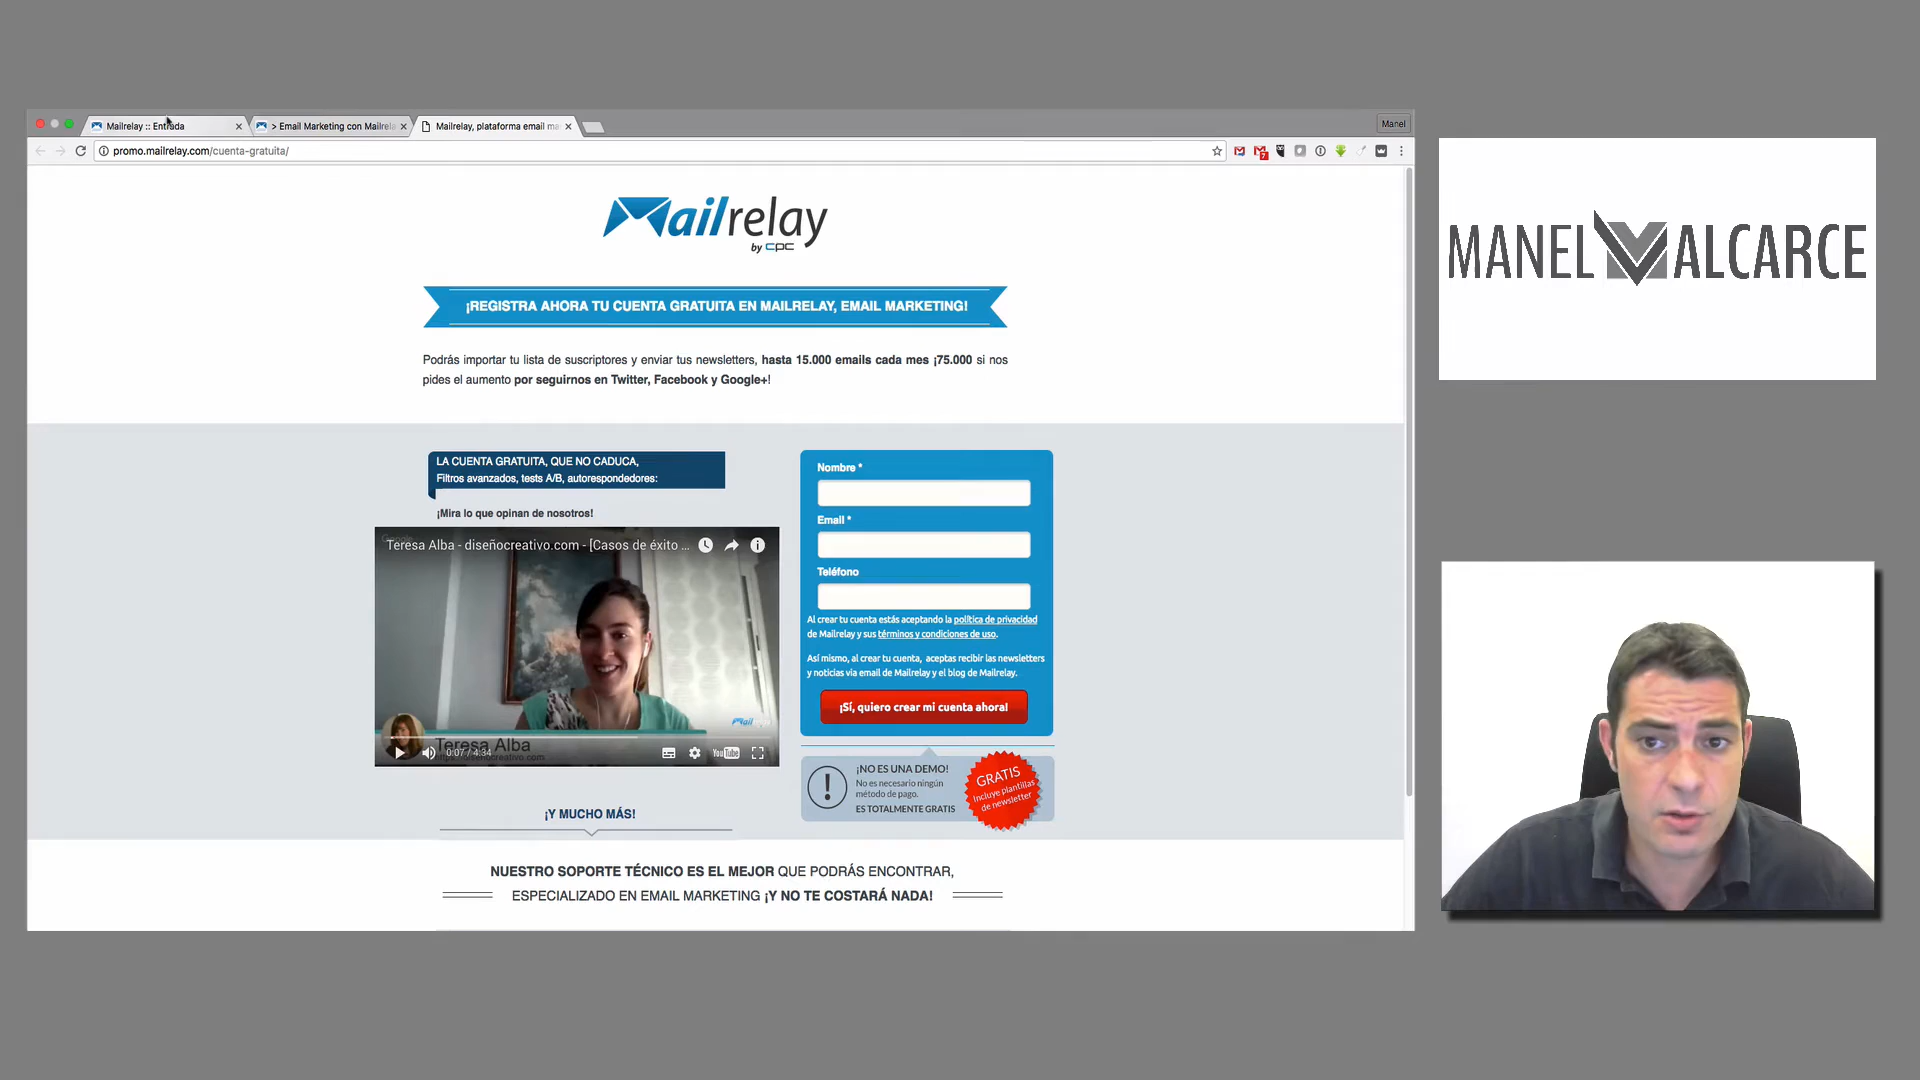 Mailrelay :: Entrada
> Email Marketing con Mailrela
Mailrelay, plataforma email ma
Manel
promo.mailrelay.com/cuenta-gratuita/
7
Mailrelay
by cpc
¡REGISTRA AHORA TU CUENTA GRATUITA EN MAILRELAY, EMAIL MARKETING!
Podrás importar tu lista de suscriptores y enviar tus newsletters, hasta 15.000 emails cada mes ¡75.000 si nos
pides el aumento por seguirnos en Twitter, Facebook y Google+!
LA CUENTA GRATUITA, QUE NO CADUCA,
Filtros avanzados, tests A/B, autorespondedores:
¡Mira lo que opinan de nosotros!
Teresa Alba - diseñocreativo.com - [Casos de éxito ...
Google
Mailrelay
Teresa Alba
https://disenocreativo.com
0:07 / 4:34
YouTube
¡Y MUCHO MÁS!
Nombre *
Email *
Teléfono
Al crear tu cuenta estás aceptando la política de privacidad
de Mailrelay y sus términos y condiciones de uso.
Así mismo, al crear tu cuenta, aceptas recibir las newsletters
y noticias via email de Mailrelay y el blog de Mailrelay.
¡Sí, quiero crear mi cuenta ahora!
¡NO ES UNA DEMO!
No es necesario ningún
método de pago.
ES TOTALMENTE GRATIS
GRATIS
Incluye plantillas
de newsletter
NUESTRO SOPORTE TÉCNICO ES EL MEJOR QUE PODRÁS ENCONTRAR,
ESPECIALIZADO EN EMAIL MARKETING ¡Y NO TE COSTARÁ NADA!
MANEL ALCARCE